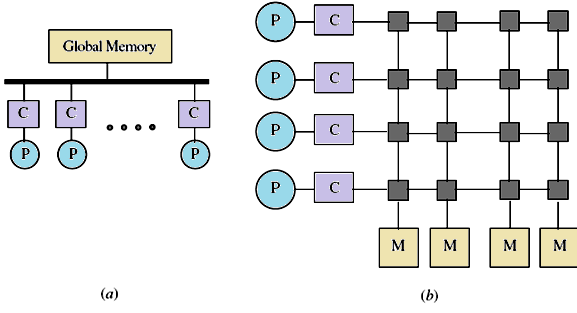 Global Memory
C C C
P P P
(a)
P C
P C
P C
P C
M M M M
(b)